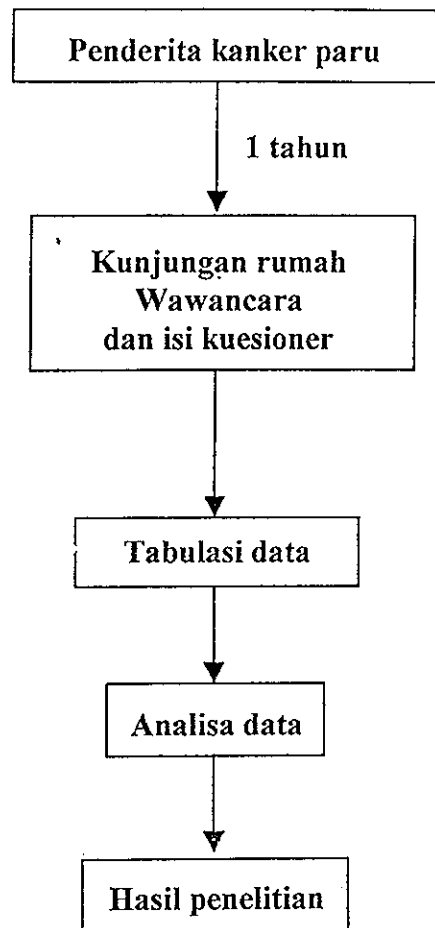 Penderita kanker paru
1 tahun
Kunjungan rumah
Wawancara
dan isi kuesioner
Tabulasi data
Analisa data
Hasil penelitian